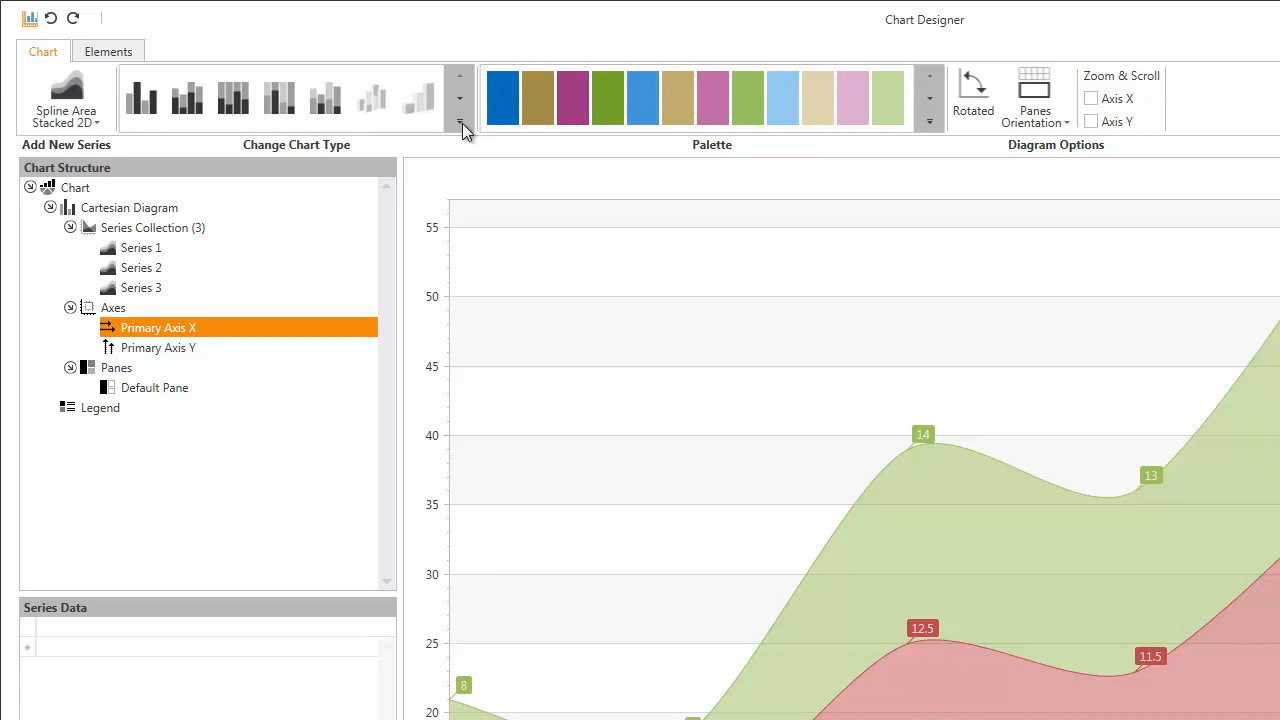 Chart Designer
Chart
Elements
Spline Area
Stacked 2D
Rotated
Panes
Orientation
Zoom & Scroll
Axis X
Axis Y
Add New Series
Change Chart Type
Palette
Diagram Options
Chart Structure
Chart
Cartesian Diagram
Series Collection (3)
Series 1
Series 2
Series 3
Axes
Primary Axis X
Primary Axis Y
Panes
Default Pane
Legend
Series Data
55
50
45
40
35
30
25
20
14
13
12.5
11.5
8